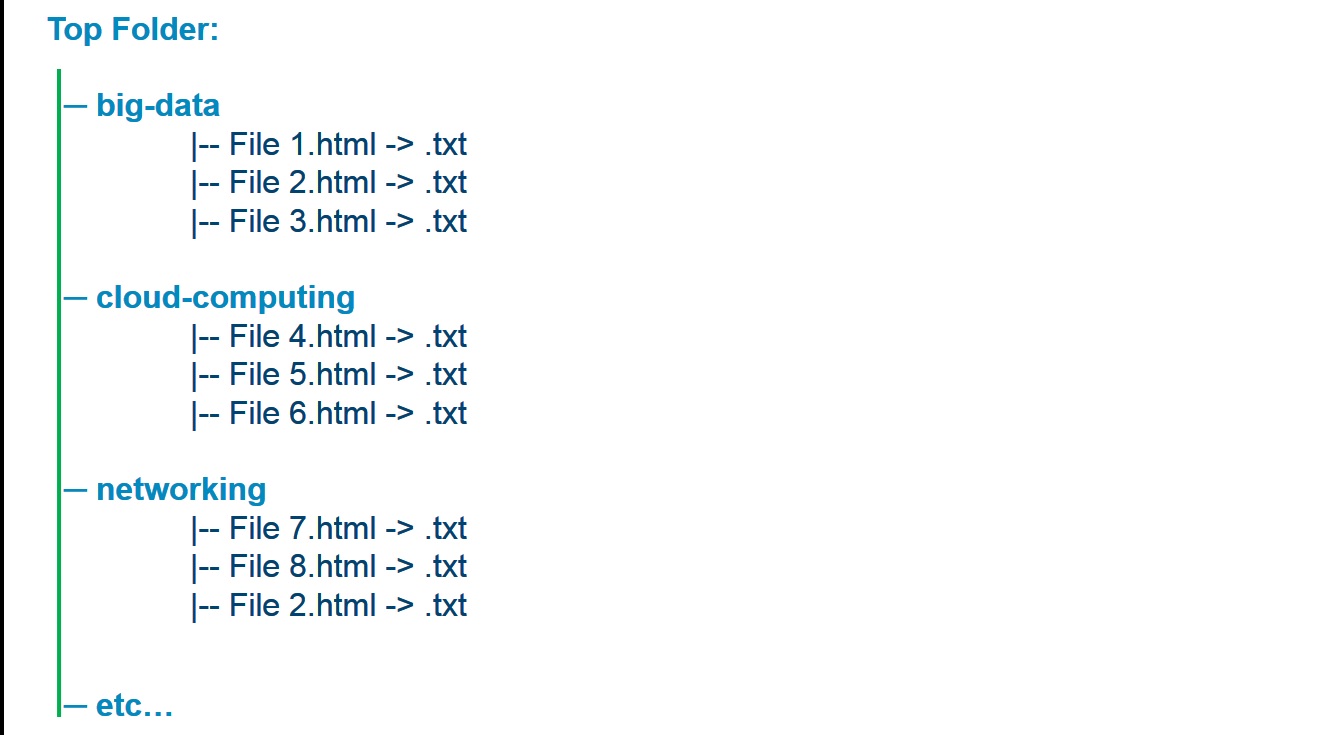 Top Folder:
— big-data
|-- File 1.html -> .txt
|-- File 2.html -> .txt
|-- File 3.html -> .txt
— cloud-computing
|-- File 4.html -> .txt
|-- File 5.html -> .txt
|-- File 6.html -> .txt
— networking
|-- File 7.html -> .txt
|-- File 8.html -> .txt
|-- File 2.html -> .txt
— etc...